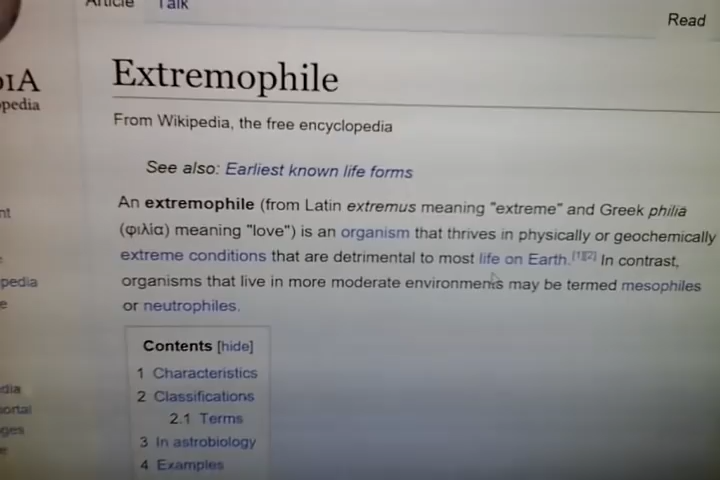 Article Talk
Read
Extremophile
From Wikipedia, the free encyclopedia
See also: Earliest known life forms
An extremophile (from Latin extremus meaning "extreme" and Greek philiā
(φιλία) meaning "love") is an organism that thrives in physically or geochemically
extreme conditions that are detrimental to most life on Earth.[1][2] In contrast,
organisms that live in more moderate environments may be termed mesophiles
or neutrophiles.
Contents [hide]
1 Characteristics
2 Classifications
2.1 Terms
3 In astrobiology
4 Examples